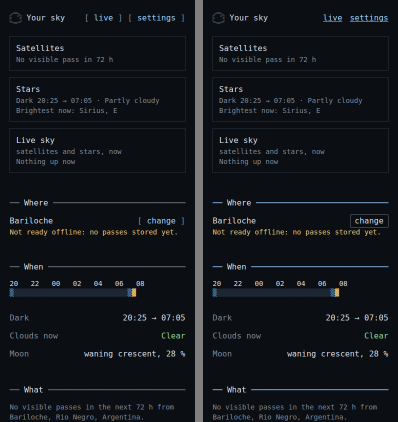 Your sky [ live ] [ settings ]
Satellites
No visible pass in 72 h
Stars
Dark 20:25 → 07:05 · Partly cloudy
Brightest now: Sirius, E
Live sky
satellites and stars, now
Nothing up now
Where
Bariloche [ change ]
Not ready offline: no passes stored yet.
When
20 22 00 02 04 06 08
Dark 20:25 → 07:05
Clouds now Clear
Moon waning crescent, 28 %
What
No visible passes in the next 72 h from
Bariloche, Río Negro, Argentina.
Your sky live settings
Satellites
No visible pass in 72 h
Stars
Dark 20:25 → 07:05 · Partly cloudy
Brightest now: Sirius, E
Live sky
satellites and stars, now
Nothing up now
Where
Bariloche change
Not ready offline: no passes stored yet.
When
20 22 00 02 04 06 08
Dark 20:25 → 07:05
Clouds now Clear
Moon waning crescent, 28 %
What
No visible passes in the next 72 h from
Bariloche, Río Negro, Argentina.